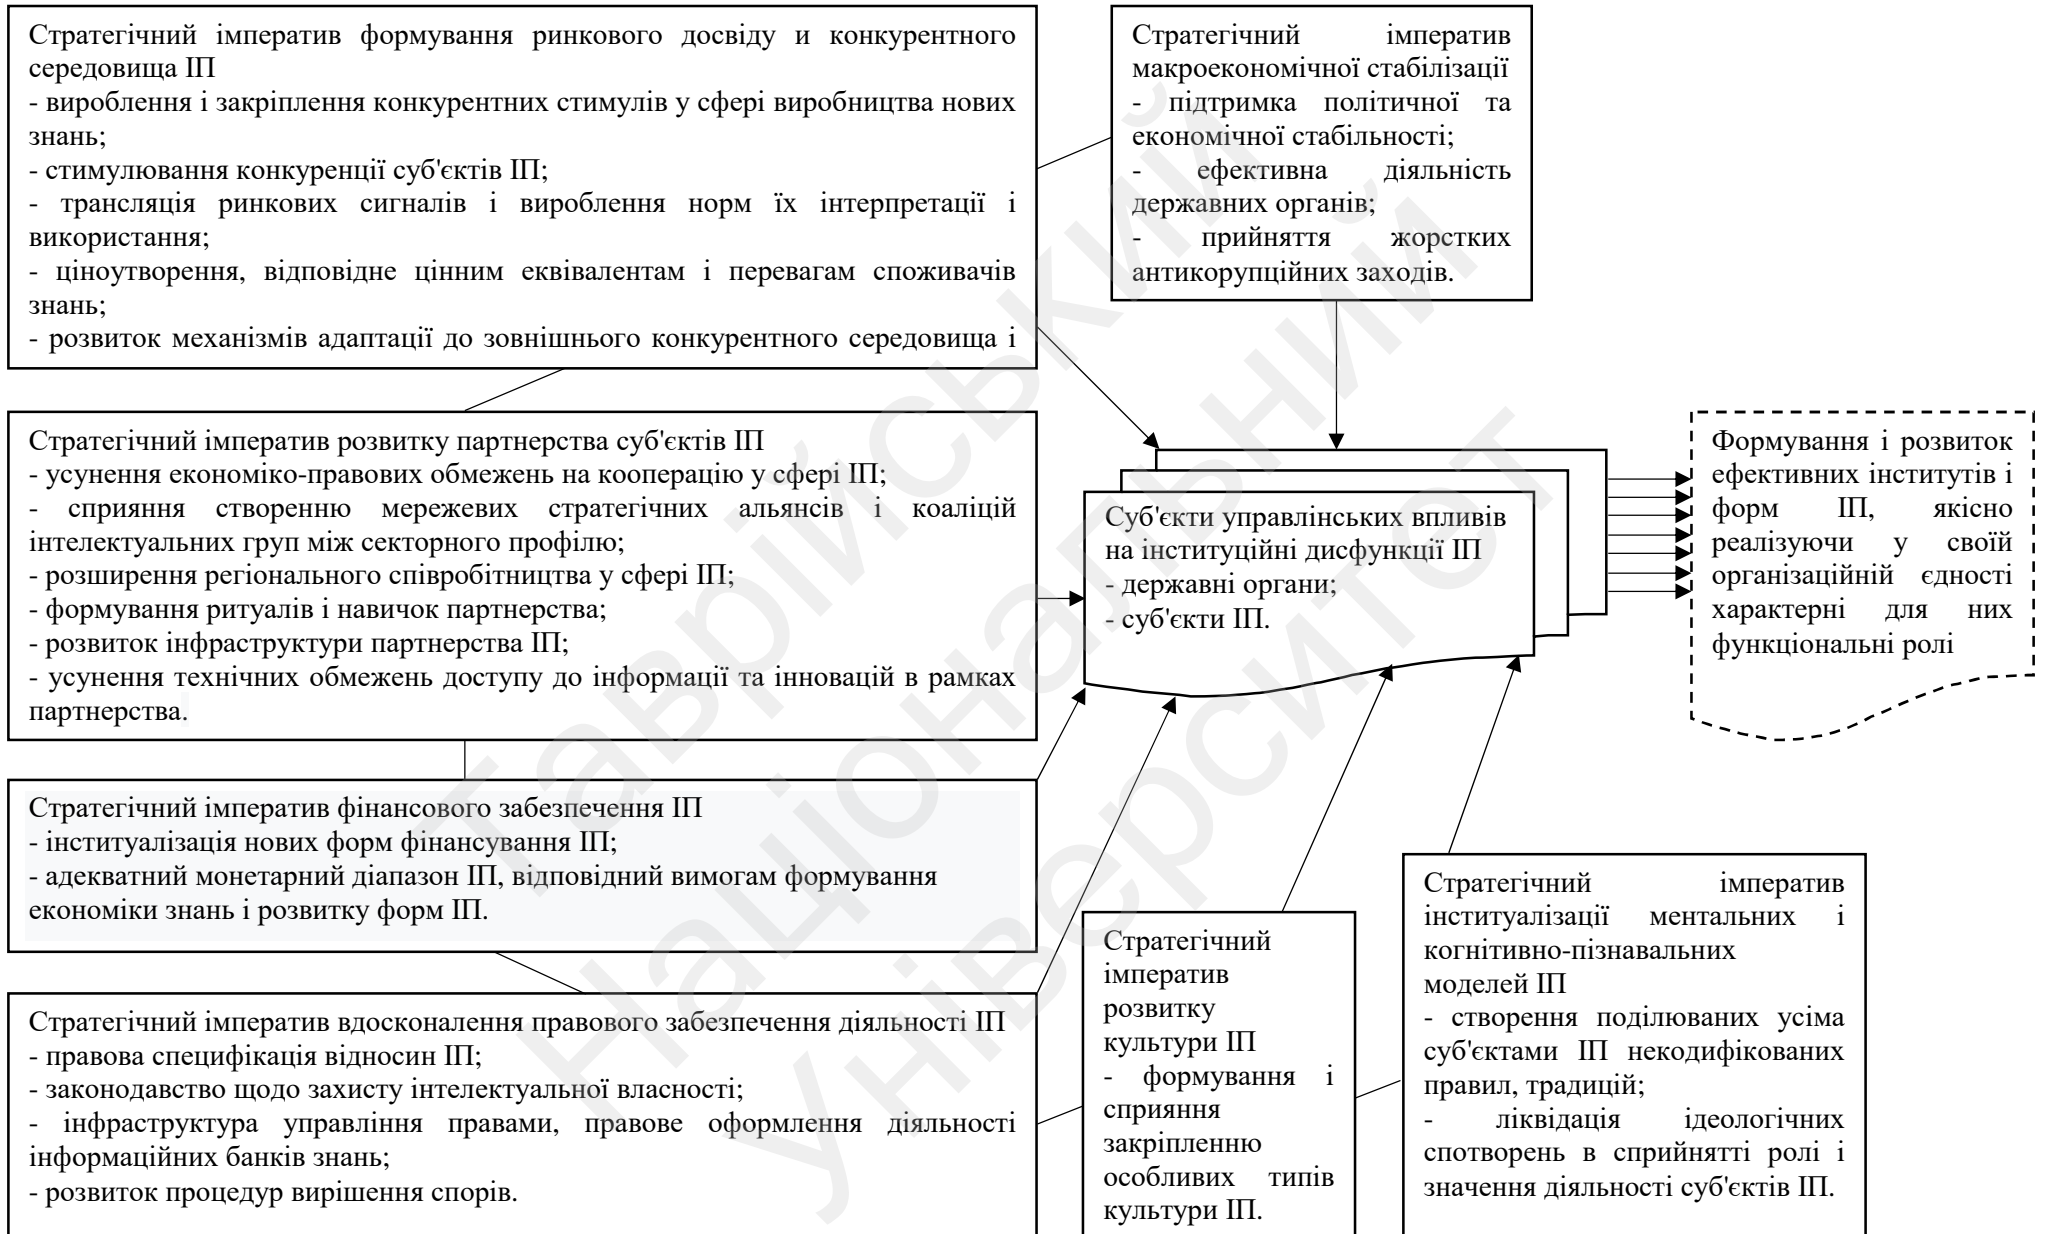 Стратегічний імператив формування ринкового досвіду и конкурентного
середовища ІП
- вироблення і закріплення конкурентних стимулів у сфері виробництва нових
знань;
- стимулювання конкуренції суб'єктів ІП;
- трансляція ринкових сигналів і вироблення норм їх інтерпретації і
використання;
- ціноутворення, відповідне цінним еквівалентам і перевагам споживачів
знань;
- розвиток механізмів адаптації до зовнішнього конкурентного середовища і
Стратегічний імператив
макроекономічної стабілізації
- підтримка політичної та
економічної стабільності;
- ефективна діяльність
державних органів;
- прийняття жорстких
антикорупційних заходів.
Стратегічний імператив розвитку партнерства суб'єктів ІП
- усунення економіко-правових обмежень на кооперацію у сфері ІП;
- сприяння створенню мережевих стратегічних альянсів і коаліцій
інтелектуальних груп між секторного профілю;
- розширення регіонального співробітництва у сфері ІП;
- формування ритуалів і навичок партнерства;
- розвиток інфраструктури партнерства ІП;
- усунення технічних обмежень доступу до інформації та інновацій в рамках
партнерства.
Суб'єкти управлінських впливів
на інституційні дисфункції ІП
- державні органи;
- суб'єкти ІП.
Формування і розвиток
ефективних інститутів і
форм ІП, якісно
реалізуючи у своїй
організаційній єдності
характерні для них
функціональні ролі
Стратегічний імператив фінансового забезпечення ІП
- інституалізація нових форм фінансування ІП;
- адекватний монетарний діапазон ІП, відповідний вимогам формування
економіки знань і розвитку форм ІП.
Стратегічний імператив вдосконалення правового забезпечення діяльності ІП
- правова специфікація відносин ІП;
- законодавство щодо захисту інтелектуальної власності;
- інфраструктура управління правами, правове оформлення діяльності
інформаційних банків знань;
- розвиток процедур вирішення спорів.
Стратегічний
імператив
розвитку
культури ІП
- формування і
сприяння
закріпленню
особливих типів
культури ІП.
Стратегічний імператив
інституалізації ментальних і
когнітивно-пізнавальних
моделей ІП
- створення поділюваних усіма
суб'єктами ІП некодифікованих
правил, традицій;
- ліквідація ідеологічних
спотворень в сприйнятті ролі і
значення діяльності суб'єктів ІП.
Таврійський
Національний
Університет